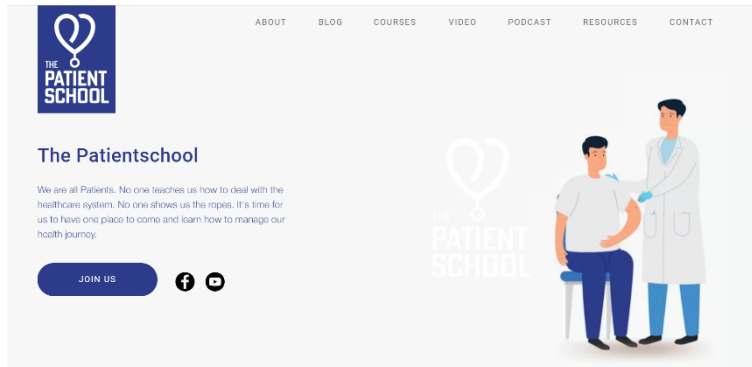 THE
PATIENT
SCHOOL
ABOUT BLOG COURSES VIDEO PODCAST RESOURCES CONTACT
The Patientschool
We are all Patients. No one teaches us how to deal with the
healthcare system. No one shows us the ropes. It's time for
us to have one place to come and learn how to manage our
health journey.
JOIN US
THE
PATIENT
SCHOOL